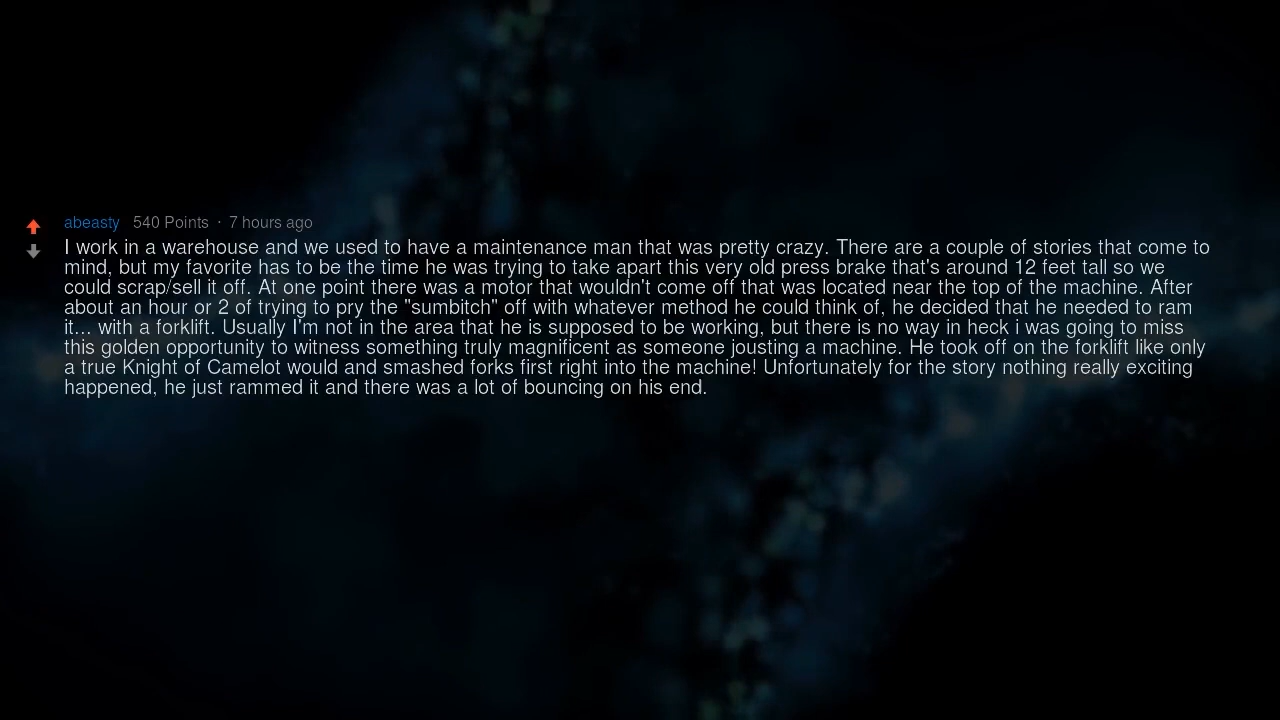 abeasty 540 Points · 7 hours ago
I work in a warehouse and we used to have a maintenance man that was pretty crazy. There are a couple of stories that come to
mind, but my favorite has to be the time he was trying to take apart this very old press brake that's around 12 feet tall so we
could scrap/sell it off. At one point there was a motor that wouldn't come off that was located near the top of the machine. After
about an hour or 2 of trying to pry the "sumbitch" off with whatever method he could think of, he decided that he needed to ram
it... with a forklift. Usually I'm not in the area that he is supposed to be working, but there is no way in heck i was going to miss
this golden opportunity to witness something truly magnificent as someone jousting a machine. He took off on the forklift like only
a true Knight of Camelot would and smashed forks first right into the machine! Unfortunately for the story nothing really exciting
happened, he just rammed it and there was a lot of bouncing on his end.